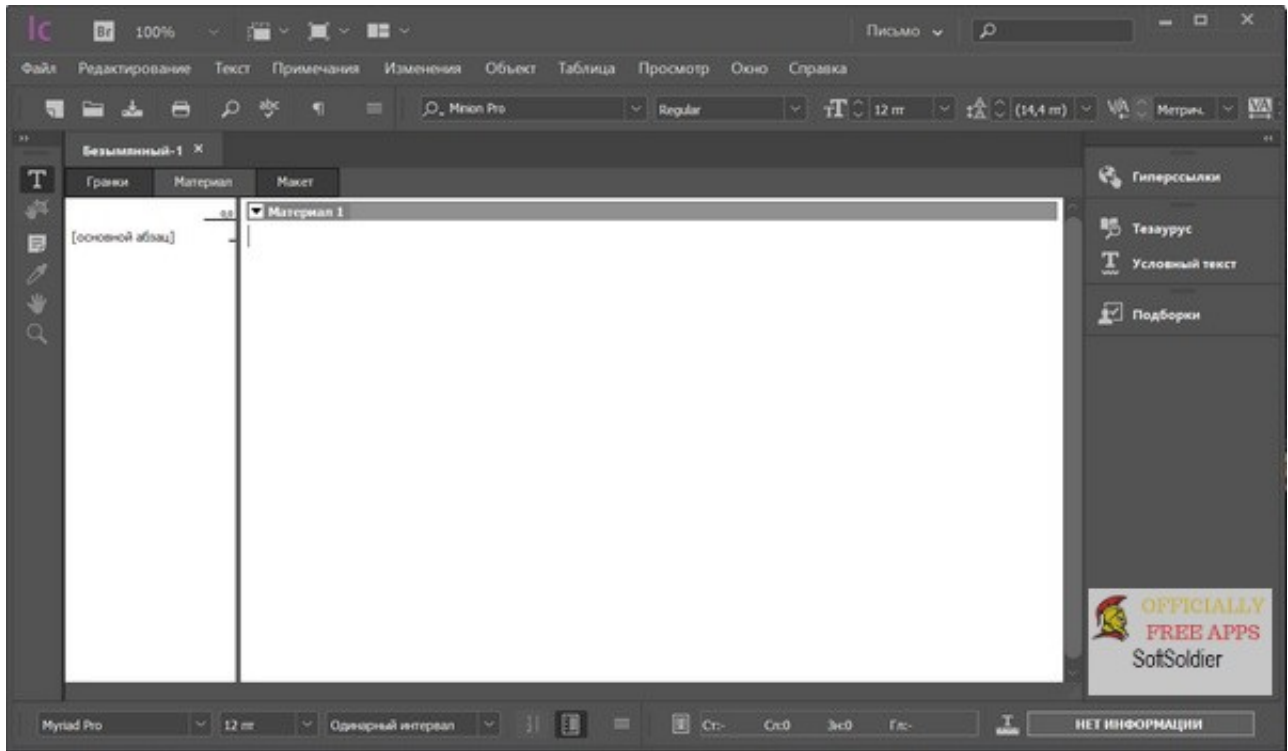 Ic Br 100% Письмо
Файл Редактирование Текст Примечания Изменения Объект Таблица Просмотр Окно Справка
Minion Pro Regular 12 пт (14,4 пт) Метрич.
Безымянный-1 ×
Гранки Материал Макет
0,0 Материал 1
[основной абзац]
Гиперссылки
Тезаурус
Условный текст
Подборки
OFFICIALLY
FREE APPS
SoftSoldier
Myriad Pro 12 пт Одинарный интервал Ст:- Сл:0 Зн:0 Гл:- НЕТ ИНФОРМАЦИИ